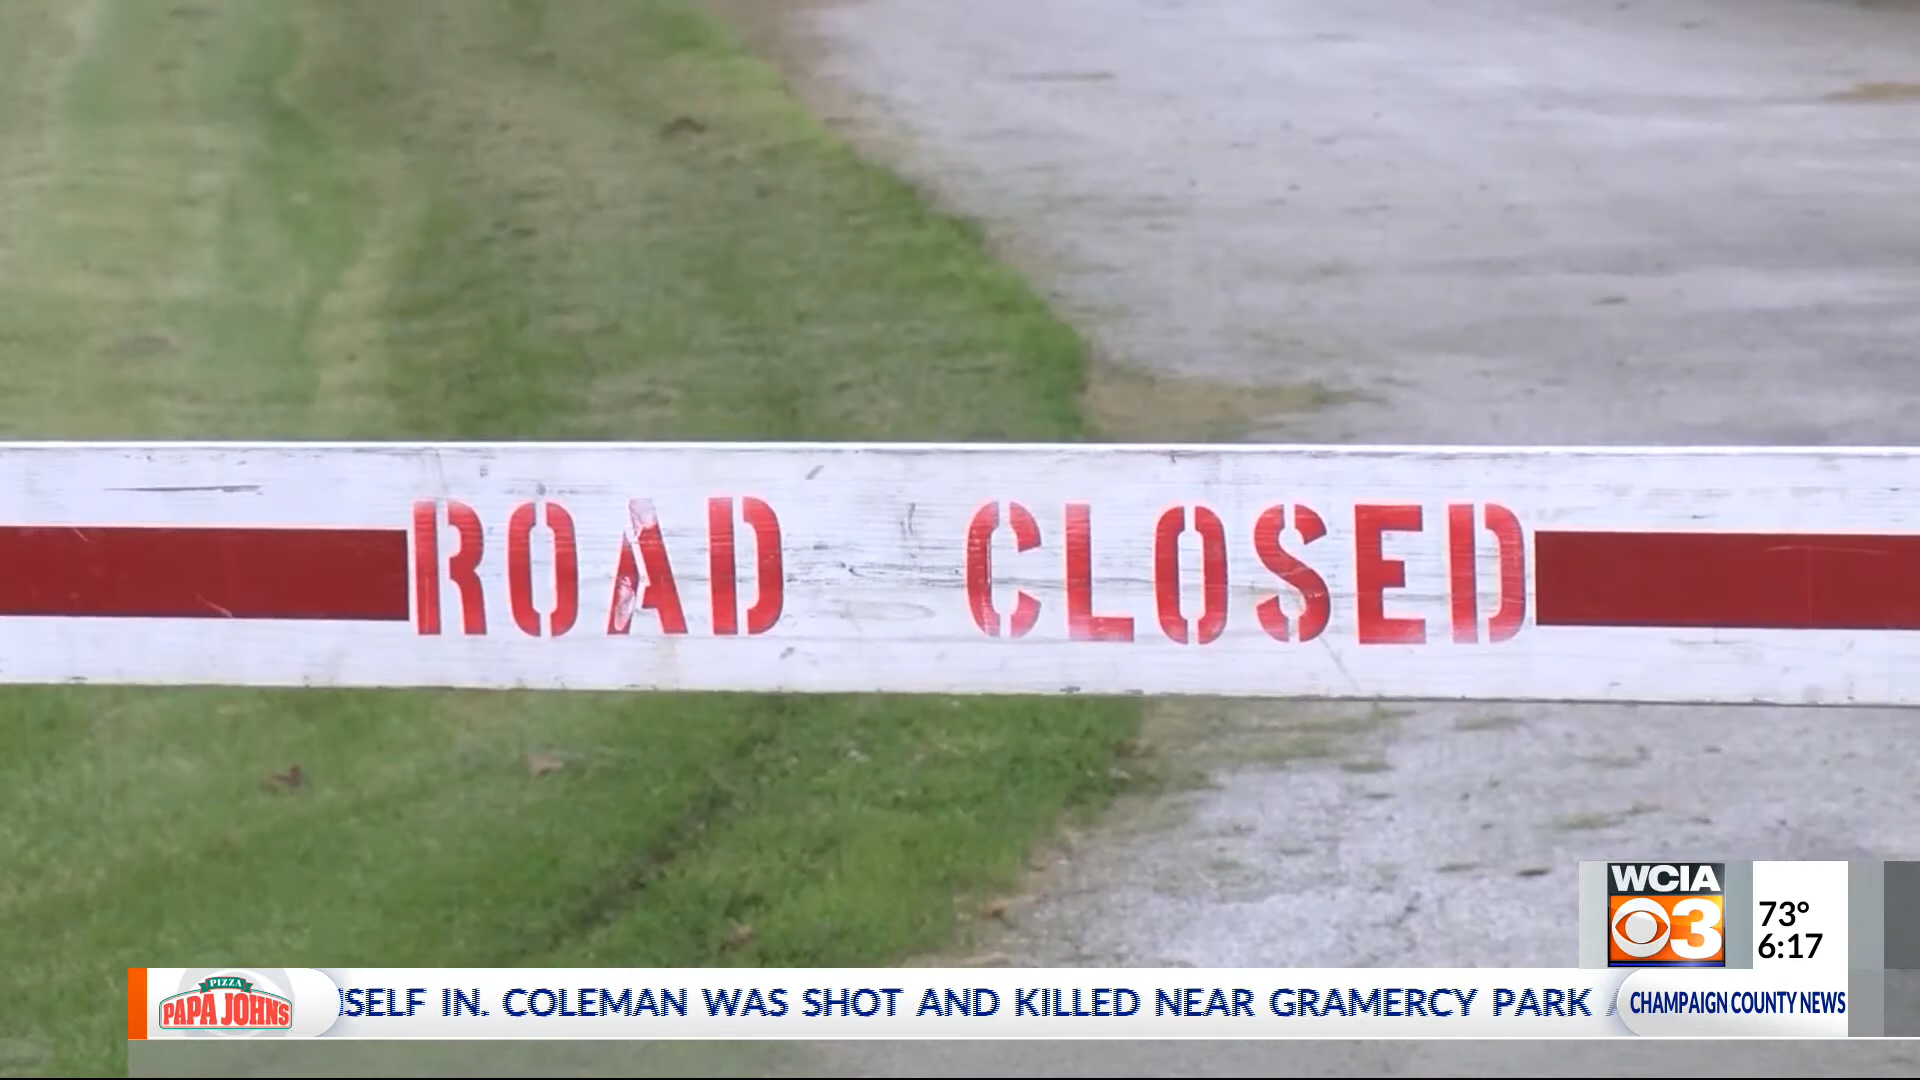 ROAD CLOSED
WCIA
3
73°
6:17
PIZZA
PAPA JOHNS
SELF IN. COLEMAN WAS SHOT AND KILLED NEAR GRAMERCY PARK
CHAMPAIGN COUNTY NEWS